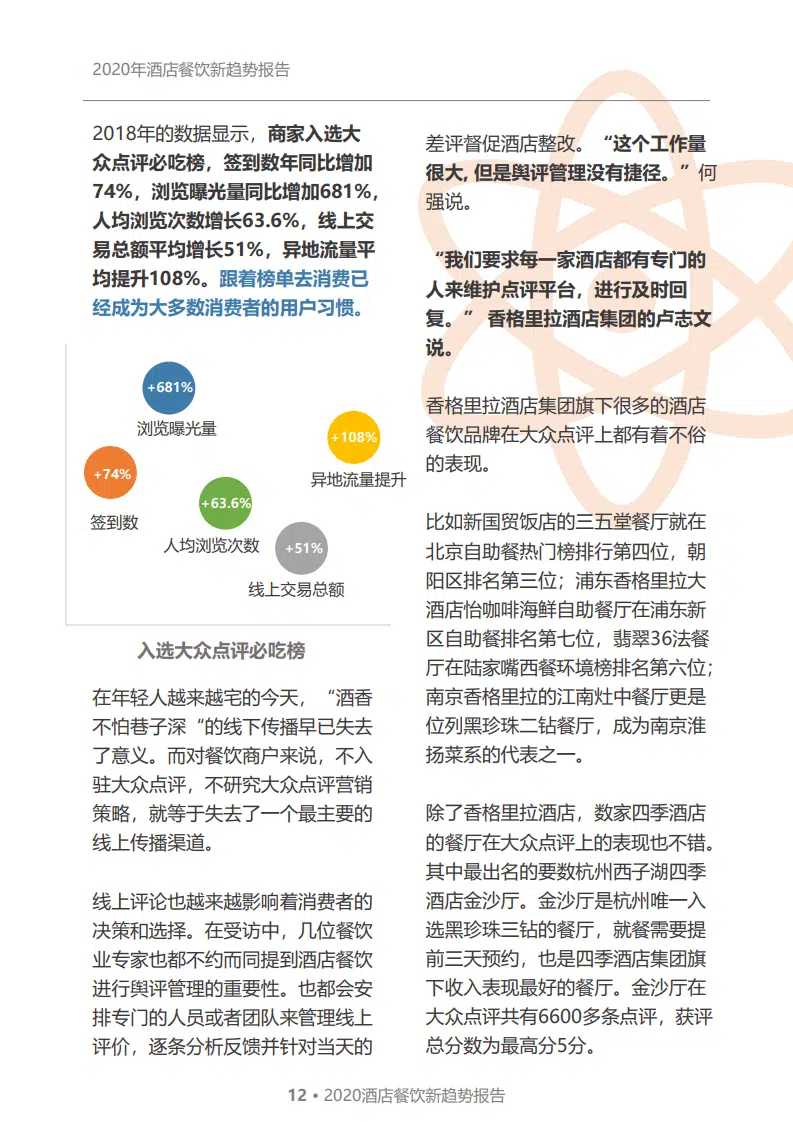 2020年酒店餐饮新趋势报告
2018年的数据显示，商家入选大
众点评必吃榜，签到数年同比增加
74%，浏览曝光量同比增加681%，
人均浏览次数增长63.6%，线上交
易总额平均增长51%，异地流量平
均提升108%。跟着榜单去消费已
经成为大多数消费者的用户习惯。
+681%
浏览曝光量
+108%
异地流量提升
+74%
签到数
+63.6%
人均浏览次数
+51%
线上交易总额
入选大众点评必吃榜
在年轻人越来越宅的今天，“酒香
不怕巷子深“的线下传播早已失去
了意义。而对餐饮商户来说，不入
驻大众点评，不研究大众点评营销
策略，就等于失去了一个最主要的
线上传播渠道。
线上评论也越来越影响着消费者的
决策和选择。在受访中，几位餐饮
业专家也都不约而同提到酒店餐饮
进行舆评管理的重要性。也都会安
排专门的人员或者团队来管理线上
评价，逐条分析反馈并针对当天的
差评督促酒店整改。“这个工作量
很大, 但是舆评管理没有捷径。”何
强说。
“我们要求每一家酒店都有专门的
人来维护点评平台，进行及时回
复。” 香格里拉酒店集团的卢志文
说。
香格里拉酒店集团旗下很多的酒店
餐饮品牌在大众点评上都有着不俗
的表现。
比如新国贸饭店的三五堂餐厅就在
北京自助餐热门榜排行第四位，朝
阳区排名第三位；浦东香格里拉大
酒店怡咖啡海鲜自助餐厅在浦东新
区自助餐排名第七位，翡翠36法餐
厅在陆家嘴西餐环境榜排名第六位；
南京香格里拉的江南灶中餐厅更是
位列黑珍珠二钻餐厅，成为南京淮
扬菜系的代表之一。
除了香格里拉酒店，数家四季酒店
的餐厅在大众点评上的表现也不错。
其中最出名的要数杭州西子湖四季
酒店金沙厅。金沙厅是杭州唯一入
选黑珍珠三钻的餐厅，就餐需要提
前三天预约，也是四季酒店集团旗
下收入表现最好的餐厅。金沙厅在
大众点评共有6600多条点评，获评
总分数为最高分5分。
12 • 2020酒店餐饮新趋势报告